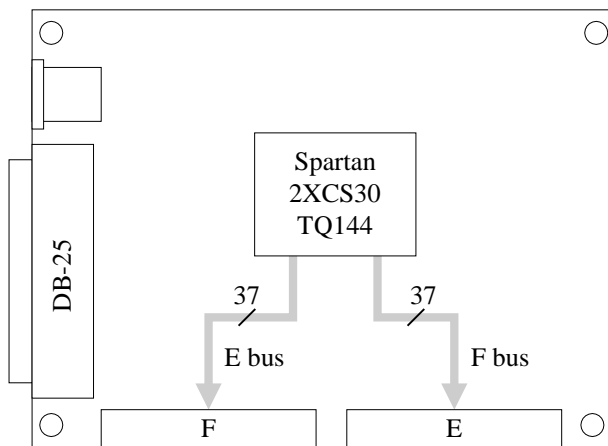 Spartan
2XCS30
TQ144
DB-25
37
37
E bus
F bus
F
E